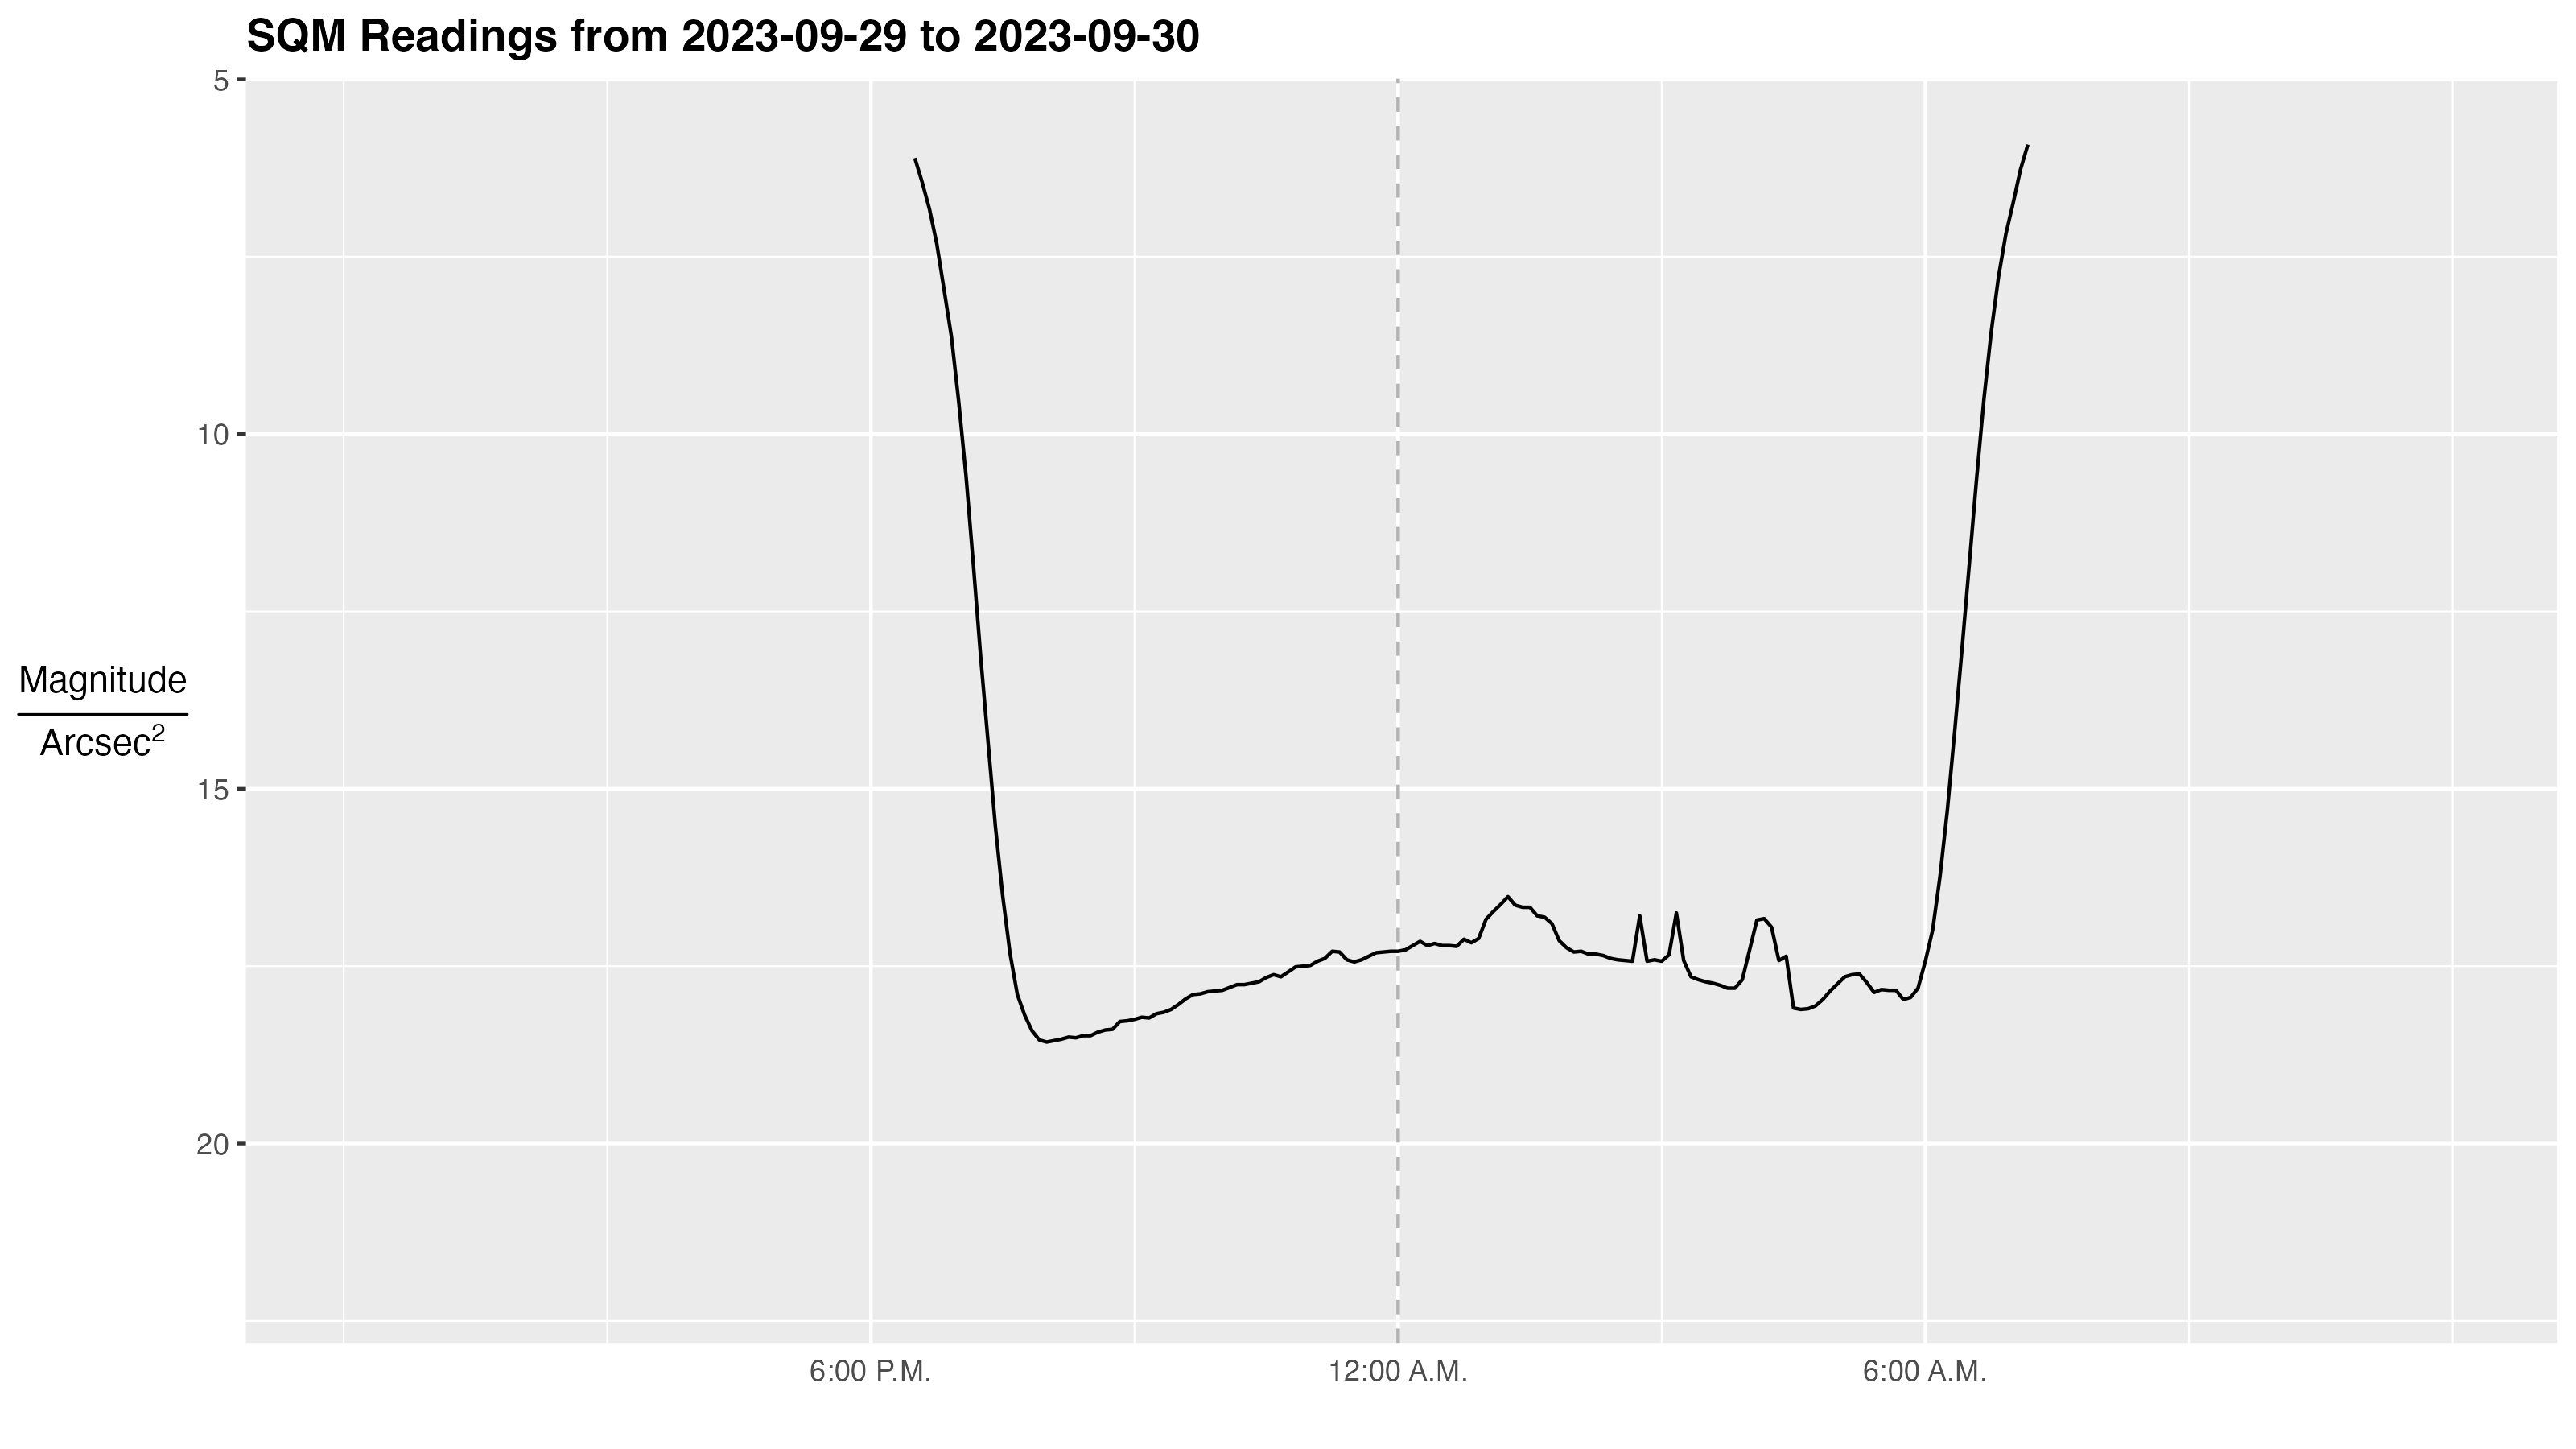 SQM Readings from 2023-09-29 to 2023-09-30
5
10
15
20
Magnitude
Arcsec²
6:00 P.M.
12:00 A.M.
6:00 A.M.